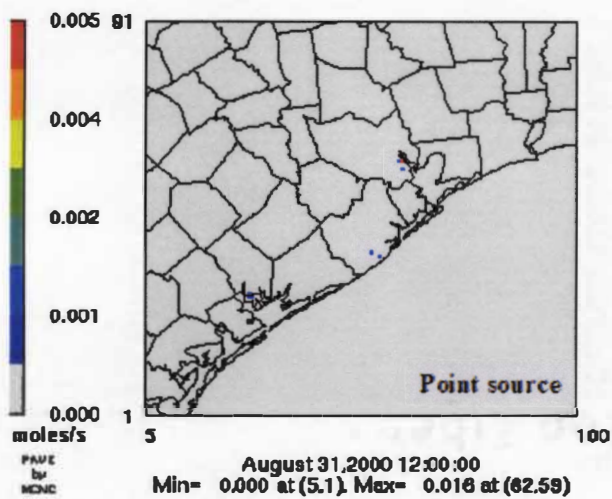 0.005
0.004
0.002
0.001
0.000
moles/s
PAVE
by
MCNC
91
1
5
100
Point source
August 31,2000 12:00:00
Min= 0.000 at (5,1), Max= 0.016 at (62,59)